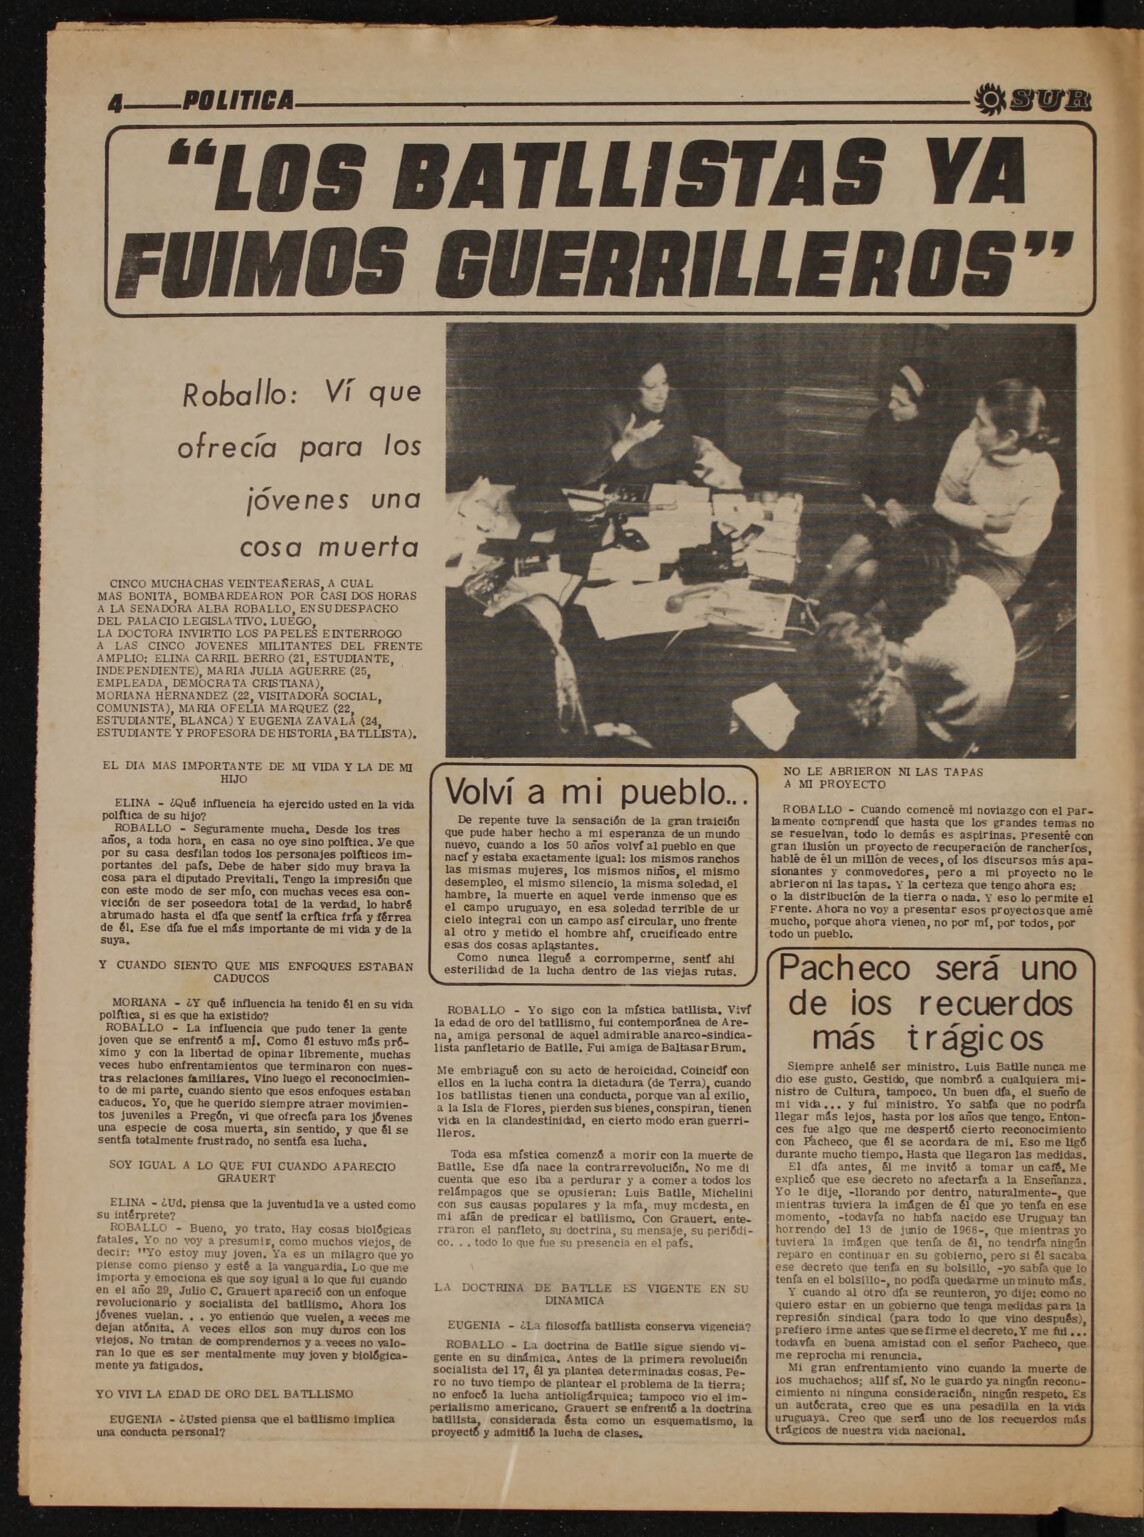 4 POLITICA SUR
“LOS BATLLISTAS YA
FUIMOS GUERRILLEROS”
Roballo: Ví que
ofrecía para los
jóvenes una
cosa muerta
CINCO MUCHACHAS VEINTEAÑERAS, A CUAL
MAS BONITA, BOMBARDEARON POR CASI DOS HORAS
A LA SENADORA ALBA ROBALLO, EN SU DESPACHO
DEL PALACIO LEGISLATIVO. LUEGO,
LA DOCTORA INVIRTIO LOS PAPELES E INTERROGO
A LAS CINCO JOVENES MILITANTES DEL FRENTE
AMPLIO: ELINA CARRIL BERRO (21, ESTUDIANTE,
INDEPENDIENTE), MARIA JULIA AGUERRE (25,
EMPLEADA, DEMOCRATA CRISTIANA),
MORIANA HERNANDEZ (22, VISITADORA SOCIAL,
COMUNISTA), MARIA OFELIA MARQUEZ (22,
ESTUDIANTE, BLANCA) Y EUGENIA ZAVALA (24,
ESTUDIANTE Y PROFESORA DE HISTORIA, BATLLISTA).
EL DIA MAS IMPORTANTE DE MI VIDA Y LA DE MI
HIJO
ELINA - ¿Qué influencia ha ejercido usted en la vida
política de su hijo?
ROBALLO - Seguramente mucha. Desde los tres
años, a toda hora, en casa no oye sino política. Ve que
por su casa desfilan todos los personajes políticos im-
portantes del país. Debe de haber sido muy brava la
cosa para el diputado Previtali. Tengo la impresión que
con este modo de ser mío, con muchas veces esa con-
vicción de ser poseedora total de la verdad, lo habré
abrumado hasta el día que sentí la crítica fría y férrea
de él. Ese día fue el más importante de mi vida y de la
suya.
Y CUANDO SIENTO QUE MIS ENFOQUES ESTABAN
CADUCOS
MORIANA - ¿Y qué influencia ha tenido él en su vida
política, si es que ha existido?
ROBALLO - La influencia que pudo tener la gente
joven que se enfrentó a mí. Como él estuvo más pró-
ximo y con la libertad de opinar libremente, muchas
veces hubo enfrentamientos que terminaron con nues-
tras relaciones familiares. Vino luego el reconocimien-
to de mi parte, cuando siento que esos enfoques estaban
caducos. Yo, que he querido siempre atraer movimien-
tos juveniles a Pregón, vi que ofrecía para los jóvenes
una especie de cosa muerta, sin sentido, y que él se
sentía totalmente frustrado, no sentía esa lucha.
SOY IGUAL A LO QUE FUI CUANDO APARECIO
GRAUERT
ELINA - ¿Ud. piensa que la juventud la ve a usted como
su intérprete?
ROBALLO - Bueno, yo trato. Hay cosas biológicas
fatales. Yo no voy a presumir, como muchos viejos, de
decir: "Yo estoy muy joven. Ya es un milagro que yo
piense como pienso y esté a la vanguardia. Lo que me
importa y emociona es que soy igual a lo que fui cuando
en el año 29, Julio C. Grauert apareció con un enfoque
revolucionario y socialista del batllismo. Ahora los
jóvenes vuelan. . . yo entiendo que vuelen, a veces me
dejan atónita. A veces ellos son muy duros con los
viejos. No tratan de comprendernos y a veces no valo-
ran lo que es ser mentalmente muy joven y biológica-
mente ya fatigados.
YO VIVI LA EDAD DE ORO DEL BATLLISMO
EUGENIA - ¿Usted piensa que el batllismo implica
una conducta personal?
Volví a mi pueblo...
De repente tuve la sensación de la gran traición
que pude haber hecho a mi esperanza de un mundo
nuevo, cuando a los 50 años volví al pueblo en que
nací y estaba exactamente igual: los mismos ranchos
las mismas mujeres, los mismos niños, el mismo
desempleo, el mismo silencio, la misma soledad, el
hambre, la muerte en aquel verde inmenso que es
el campo uruguayo, en esa soledad terrible de un
cielo integral con un campo así circular, uno frente
al otro y metido el hombre ahí, crucificado entre
esas dos cosas aplastantes.
Como nunca llegué a corromperme, sentí ahi
esterilidad de la lucha dentro de las viejas rutas.
ROBALLO - Yo sigo con la mística batllista. Viví
la edad de oro del batllismo, fui contemporánea de Are-
na, amiga personal de aquel admirable anarco-sindica-
lista panfletario de Batlle. Fui amiga de Baltasar Brum.
Me embriagué con su acto de heroicidad. Coincidí con
ellos en la lucha contra la dictadura (de Terra), cuando
los batllistas tienen una conducta, porque van al exilio,
a la Isla de Flores, pierden sus bienes, conspiran, tienen
vida en la clandestinidad, en cierto modo eran guerri-
lleros.
Toda esa mística comenzó a morir con la muerte de
Batlle. Ese día nace la contrarrevolución. No me di
cuenta que eso iba a perdurar y a comer a todos los
relámpagos que se opusieran: Luis Batlle, Michelini
con sus causas populares y la mía, muy modesta, en
mi afán de predicar el batllismo. Con Grauert. ente-
rraron el panfleto, su doctrina, su mensaje, su periódi-
co. . . todo lo que fue su presencia en el país.
LA DOCTRINA DE BATLLE ES VIGENTE EN SU
DINAMICA
EUGENIA - ¿La filosofía batllista conserva vigencia?
ROBALLO - La doctrina de Batlle sigue siendo vi-
gente en su dinámica. Antes de la primera revolución
socialista del 17, él ya plantea determinadas cosas. Pe-
ro no tuvo tiempo de plantear el problema de la tierra;
no enfocó la lucha antioligárquica; tampoco vio el im-
perialismo americano. Grauert se enfrentó a la doctrina
batllista, considerada ésta como un esquematismo, la
proyectó y admitió la lucha de clases.
NO LE ABRIERON NI LAS TAPAS
A MI PROYECTO
ROBALLO - Cuando comencé mi noviazgo con el par-
lamento comprendí que hasta que los grandes temas no
se resuelvan, todo lo demás es aspirinas. Presenté con
gran ilusión un proyecto de recuperación de rancheríos,
hablé de él un millón de veces, oí los discursos más apa-
sionantes y conmovedores, pero a mi proyecto no le
abrieron ni las tapas. Y la certeza que tengo ahora es:
o la distribución de la tierra o nada. Y eso lo permite el
Frente. Ahora no voy a presentar esos proyectos que amé
mucho, porque ahora vienen, no por mí, por todos, por
todo un pueblo.
Pacheco será uno
de los recuerdos
más trágicos
Siempre anhelé ser ministro. Luis Batlle nunca me
dio ese gusto. Gestido, que nombró a cualquiera mi-
nistro de Cultura, tampoco. Un buen día, el sueño de
mi vida... y fui ministro. Yo sabía que no podría
llegar más lejos, hasta por los años que tengo. Enton-
ces fue algo que me despertó cierto reconocimiento
con Pacheco, que él se acordara de mi. Eso me ligó
durante mucho tiempo. Hasta que llegaron las medidas.
El día antes, él me invitó a tomar un café. Me
explicó que ese decreto no afectaría a la Enseñanza.
Yo le dije, -llorando por dentro, naturalmente-, que
mientras tuviera la imágen de él que yo tenía en ese
momento, -todavía no había nacido ese Uruguay tan
horrendo del 13 de junio de 1968-, que mientras yo
tuviera la imágen que tenía de él, no tendría ningún
reparo en continuar en su gobierno, pero si él sacaba
ese decreto que tenía en su bolsillo, -yo sabía que lo
tenía en el bolsillo-, no podía quedarme un minuto más.
Y cuando al otro día se reunieron, yo dije: como no
quiero estar en un gobierno que tenga medidas para la
represión sindical (para todo lo que vino después),
prefiero irme antes que se firme el decreto. Y me fui...
todavía en buena amistad con el señor Pacheco, que
me reprocha mi renuncia.
Mi gran enfrentamiento vino cuando la muerte de
los muchachos; allí sí. No le guardo ya ningún recono-
cimiento ni ninguna consideración, ningún respeto. Es
un autócrata, creo que es una pesadilla en la vida
uruguaya. Creo que será uno de los recuerdos más
trágicos de nuestra vida nacional.